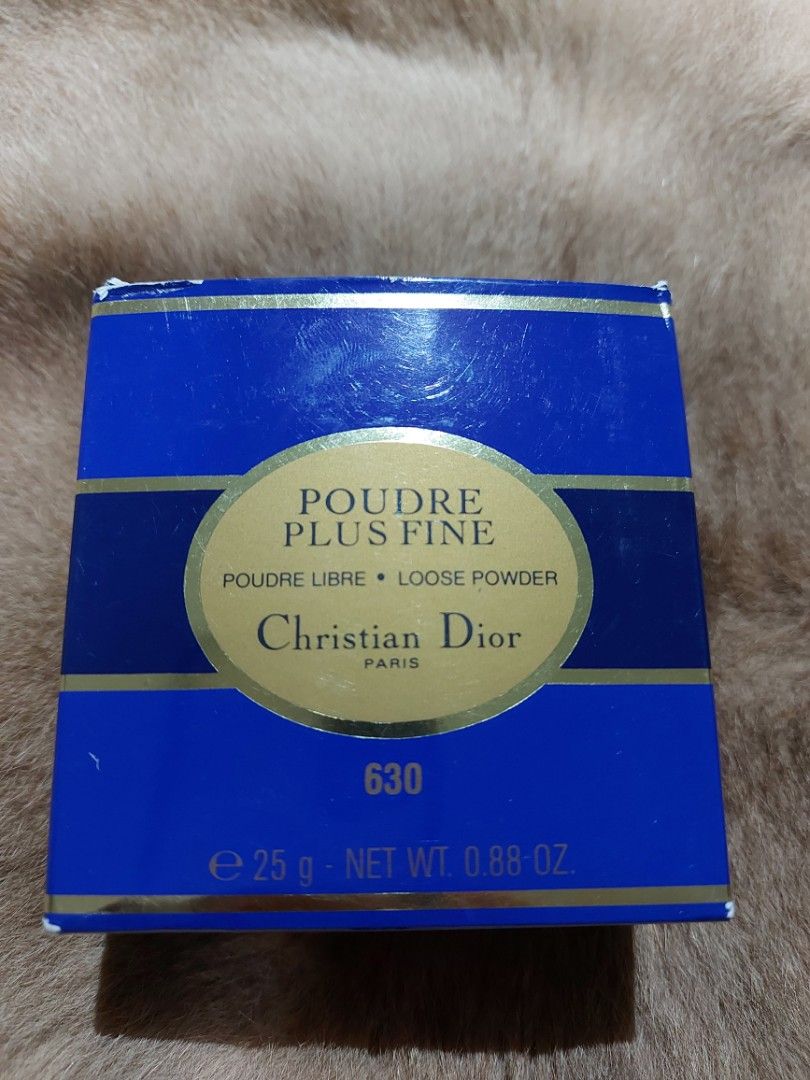 POUDRE
PLUS FINE
POUDRE LIBRE • LOOSE POWDER
Christian Dior
PARIS
630
℮ 25 g - NET WT. 0.88 OZ.